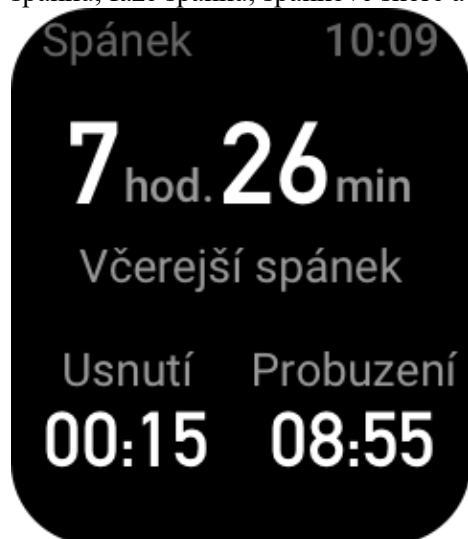 Spánek 10:09
7 hod. 26 min
Včerejší spánek
Usnutí Probuzení
00:15 08:55